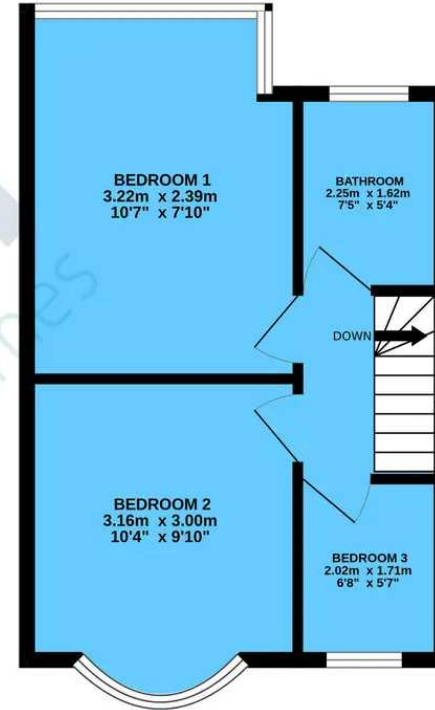 BEDROOM 1
3.22m x 2.39m
10'7" x 7'10"
BATHROOM
2.25m x 1.62m
7'5" x 5'4"
DOWN
BEDROOM 2
3.16m x 3.00m
10'4" x 9'10"
BEDROOM 3
2.02m x 1.71m
6'8" x 5'7"